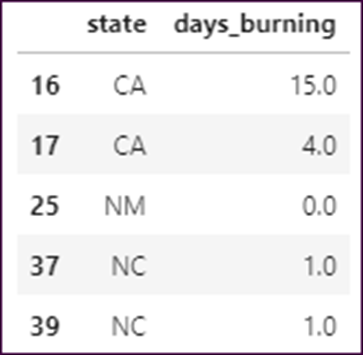 state days_burning
16 CA 15.0
17 CA 4.0
25 NM 0.0
37 NC 1.0
39 NC 1.0